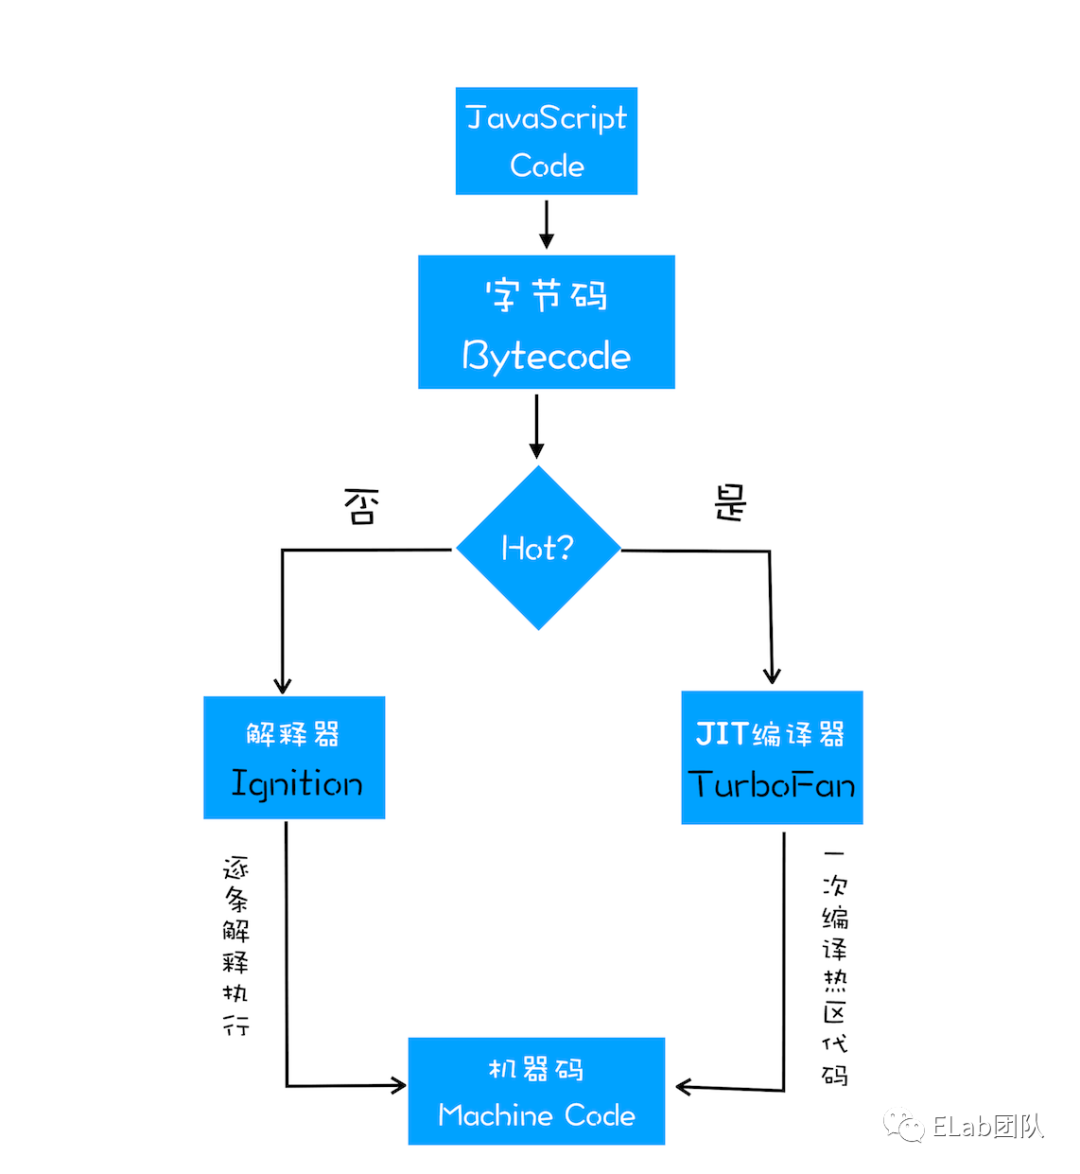 JavaScript
Code
字节码
Bytecode
否
是
Hot?
解释器
Ignition
JIT编译器
TurboFan
逐条解释执行
一次编译热区代码
机器码
Machine Code
ELab团队